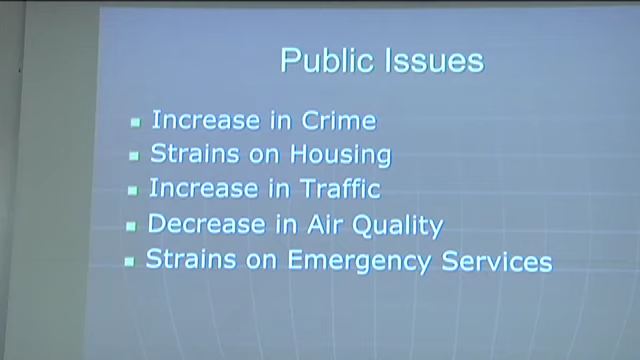 Public Issues
Increase in Crime
Strains on Housing
Increase in Traffic
Decrease in Air Quality
Strains on Emergency Services